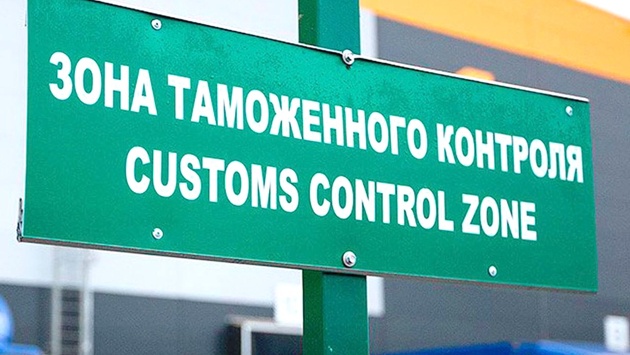 ЗОНА ТАМОЖЕННОГО КОНТРОЛЯ
CUSTOMS CONTROL ZONE